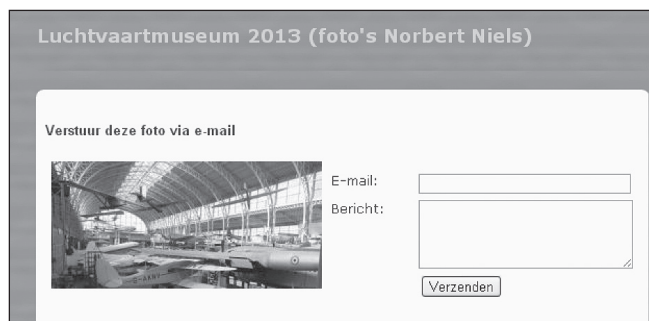 Luchtvaartmuseum 2013 (foto's Norbert Niels)
Verstuur deze foto via e-mail
E-mail:
Bericht:
Verzenden